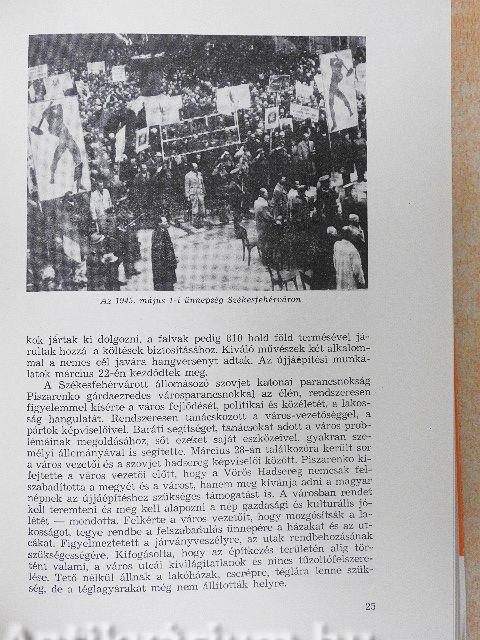 Az 1945. május 1-i ünnepség Székesfehérváron
kok jártak ki dolgozni, a falvak pedig 610 hold föld termésével já-
rultak hozzá a költések biztosításához. Kiváló művészek két alkalom-
mal a nemes cél javára hangversenyt adtak. Az újjáépítési munká-
latok március 22-én kezdődtek meg.
A Székesfehérvárott állomásozó szovjet katonai parancsnokság
Piszarenko gárdaezredes városparancsnokkal az élén, rendszeresen
figyelemmel kísérte a város fejlődését, politikai és közéletét, a lakos-
ság hangulatát. Rendszeresen tanácskozott a város-vezetőséggel, a
pártok képviselőivel. Baráti segítséget, tanácsokat adott a város prob-
lémáinak megoldásához, sőt ezeket saját eszközeivel, gyakran sze-
mélyi állományával is segítette. Március 28-án találkozóra került sor
a város vezetői és a szovjet hadsereg képviselői között. Piszarenko ki-
fejtette a város vezetői előtt, hogy a Vörös Hadsereg nemcsak fel-
szabadította a megyét és a várost, hanem meg kívánja adni a magyar
népnek az újjáépítéshez szükséges támogatást is. A városban rendet
kell teremteni és meg kell alapozni a nép gazdasági és kulturális jó-
létét — mondotta. Felkérte a város vezetőit, hogy mozgósítsák a la-
kosságot, tegye rendbe a felszabadulás ünnepére a házakat és az ut-
cákat. Figyelmeztetett a járványveszélyre, az utak rendbehozásának
szükségességére. Kifogásolta, hogy az építkezés területén alig tör-
tént valami, a város utcái kivilágítatlanok és nincs tűzoltófelszere-
lése. Tető nélkül állnak a lakóházak, cserépre, téglára lenne szük-
ség, de a téglagyárakat még nem állították helyre.
25